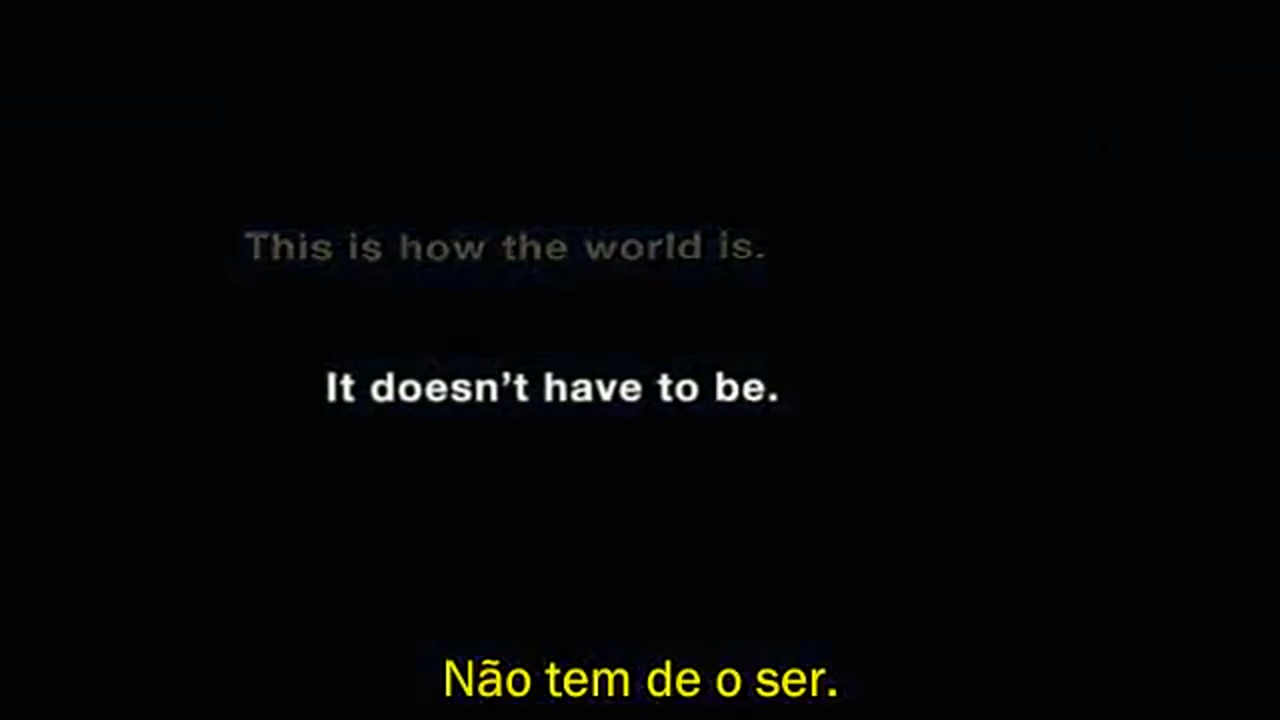 This is how the world is.
It doesn’t have to be.
Não tem de o ser.